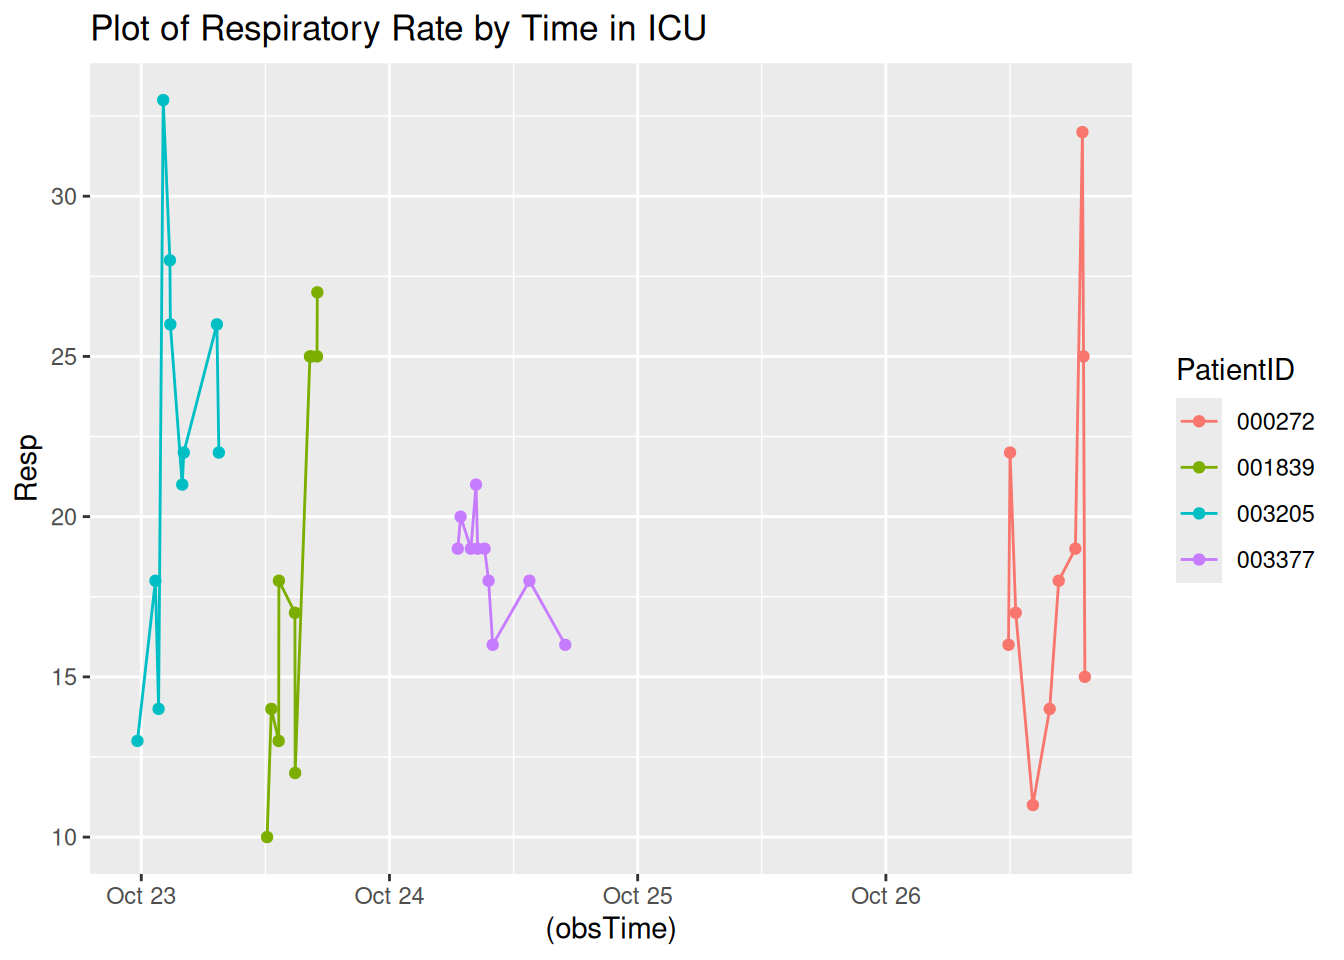 Plot of Respiratory Rate by Time in ICU
30
25
20
15
10
Resp
Oct 23
Oct 24
Oct 25
Oct 26
(obsTime)
PatientID
000272
001839
003205
003377